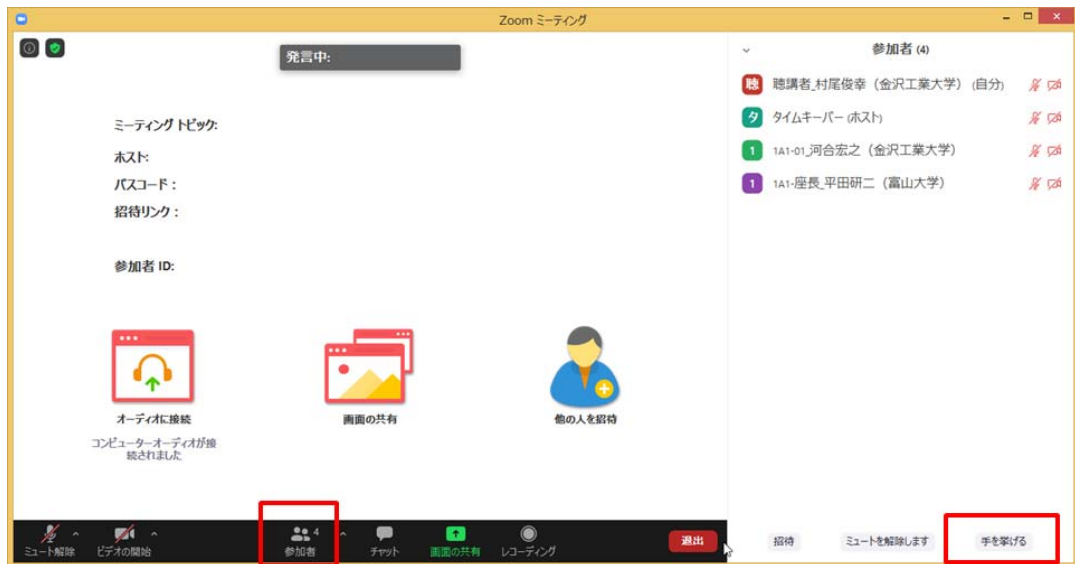 Zoom ミーティング
発言中:
ミーティング トピック:
ホスト:
パスコード:
招待リンク:
参加者 ID:
オーディオに接続
コンピューターオーディオが接
続されました
画面の共有
他の人を招待
ミュート解除
ビデオの開始
4
参加者
チャット
画面の共有
レコーディング
退出
参加者 (4)
聴 聴講者_村尾俊幸（金沢工業大学） (自分)
タ タイムキーパー (ホスト)
1 1A1-01_河合宏之（金沢工業大学）
1 1A1-座長_平田研二（富山大学）
招待
ミュートを解除します
手を挙げる